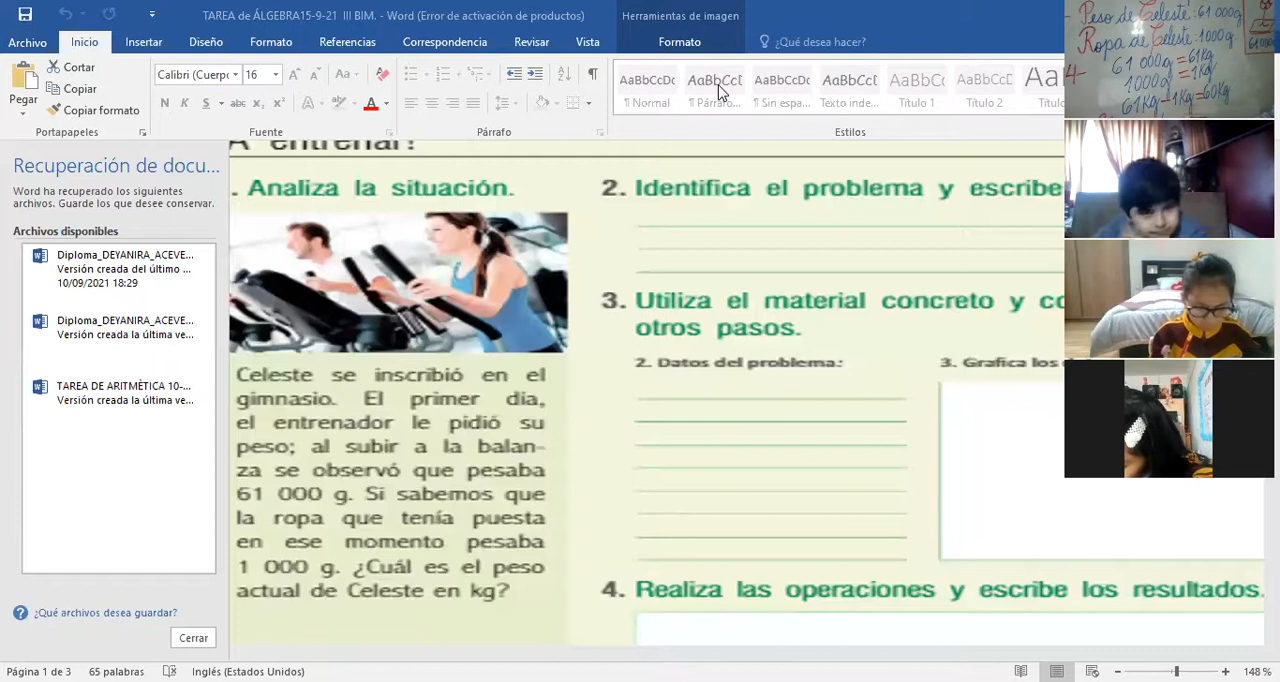 TAREA de ÁLGEBRA15-9-21 III BIM. - Word (Error de activación de productos)
Herramientas de imagen
Archivo Inicio Insertar Diseño Formato Referencias Correspondencia Revisar Vista Formato ¿Qué desea hacer?
Pegar
Cortar
Copiar
Copiar formato
Calibri (Cuerpo 16
N K S abc x₂ x²
AaBbCcDc AaBbCcI AaBbCcDc AaBbCcI AaBbC AaBbCcD Aa
¶ Normal ¶ Párrafo... ¶ Sin espa... Texto inde... Título 1 Título 2 Título
Portapapeles Fuente Párrafo Estilos
Recuperación de docu...
Word ha recuperado los siguientes
archivos. Guarde los que desee conservar.
Archivos disponibles
Diploma_DEYANIRA_ACEVE...
Versión creada del último ...
10/09/2021 18:29
Diploma_DEYANIRA_ACEVE...
Versión creada la última ve...
TAREA DE ARITMÉTICA 10-...
Versión creada la última ve...
¿Qué archivos desea guardar?
Cerrar
A entrenar!
. Analiza la situación.
Celeste se inscribió en el
gimnasio. El primer día,
el entrenador le pidió su
peso; al subir a la balan-
za se observó que pesaba
61 000 g. Si sabemos que
la ropa que tenía puesta
en ese momento pesaba
1 000 g. ¿Cuál es el peso
actual de Celeste en kg?
2. Identifica el problema y escribe
3. Utiliza el material concreto y co
otros pasos.
2. Datos del problema:
3. Grafica los
4. Realiza las operaciones y escribe los resultados.
Peso de Celeste: 61 000g
Ropa de Celeste: 1000 g.
61 000g = 61Kg
4-
1000g = 1Kg
61Kg - 1Kg = 60Kg
Página 1 de 3 65 palabras Inglés (Estados Unidos) 148 %